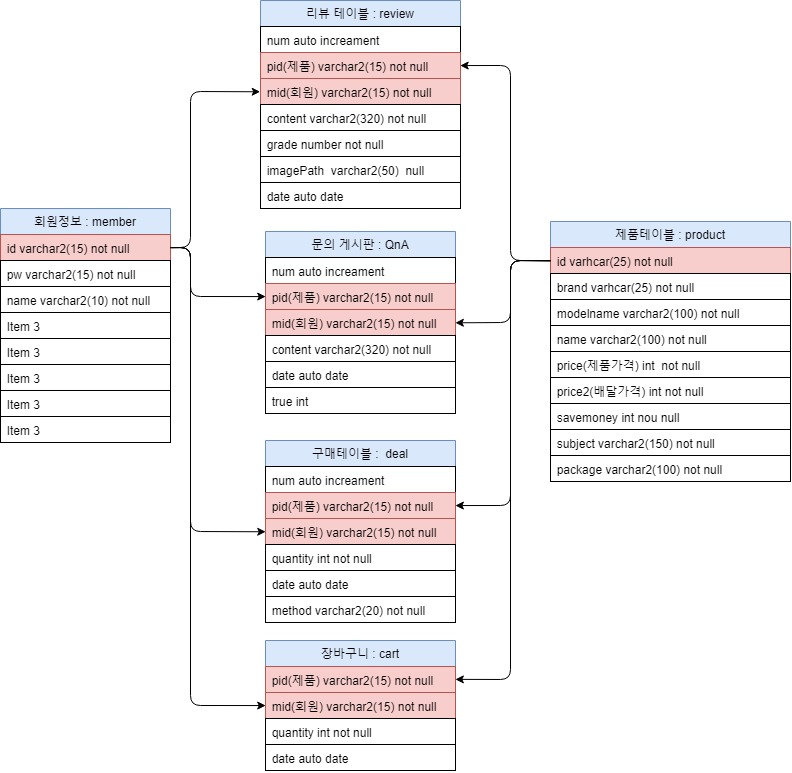 리뷰 테이블 : review
num auto increament
pid(제품) varchar2(15) not null
mid(회원) varchar2(15) not null
content varchar2(320) not null
grade number not null
imagePath varchar2(50) null
date auto date
회원정보 : member
id varchar2(15) not null
pw varchar2(15) not null
name varchar2(10) not null
Item 3
Item 3
Item 3
Item 3
Item 3
문의 게시판 : QnA
num auto increament
pid(제품) varchar2(15) not null
mid(회원) varchar2(15) not null
content varchar2(320) not null
date auto date
true int
구매테이블 : deal
num auto increament
pid(제품) varchar2(15) not null
mid(회원) varchar2(15) not null
quantity int not null
date auto date
method varchar2(20) not null
장바구니 : cart
pid(제품) varchar2(15) not null
mid(회원) varchar2(15) not null
quantity int not null
date auto date
제품테이블 : product
id varhcar(25) not null
brand varhcar(25) not null
modelname varchar2(100) not null
name varchar2(100) not null
price(제품가격) int not null
price2(배달가격) int not null
savemoney int nou null
subject varchar2(150) not null
package varchar2(100) not null